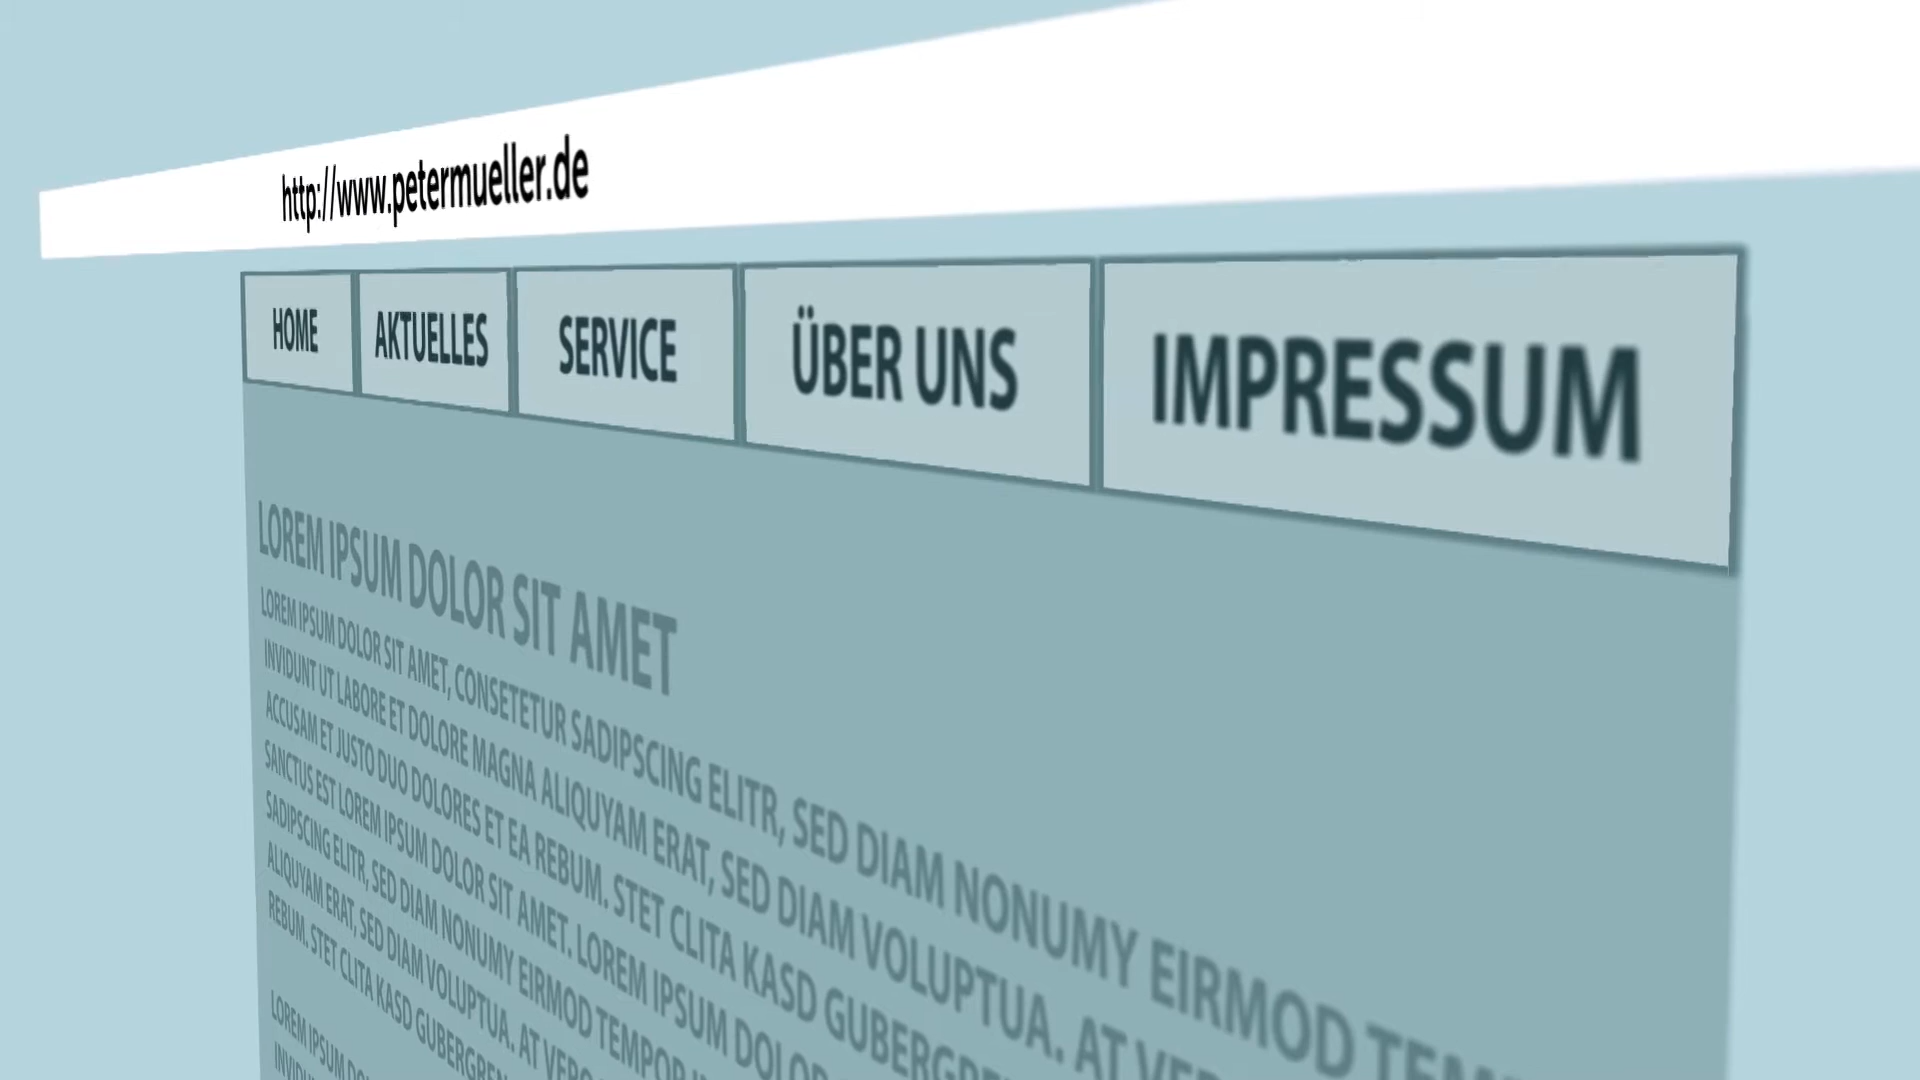 http://www.petermueller.de
HOME AKTUELLES SERVICE ÜBER UNS IMPRESSUM
LOREM IPSUM DOLOR SIT AMET
LOREM IPSUM DOLOR SIT AMET, CONSETETUR SADIPSCING ELITR, SED DIAM NONUMY EIRMOD
INVIDUNT UT LABORE ET DOLORE MAGNA ALIQUYAM ERAT, SED DIAM VOLUPTUA. AT
ACCUSAM ET JUSTO DUO DOLORES ET EA REBUM. STET CLITA KASD
SANCTUS EST LOREM IPSUM DOLOR SIT AMET. LOREM IPSUM
SADIPSCING ELITR, SED DIAM NONUMY EIRMOD
ALIQUYAM ERAT, SED DIAM VOLUPTUA. AT
REBUM. STET CLITA KASD
LOREM IPSUM